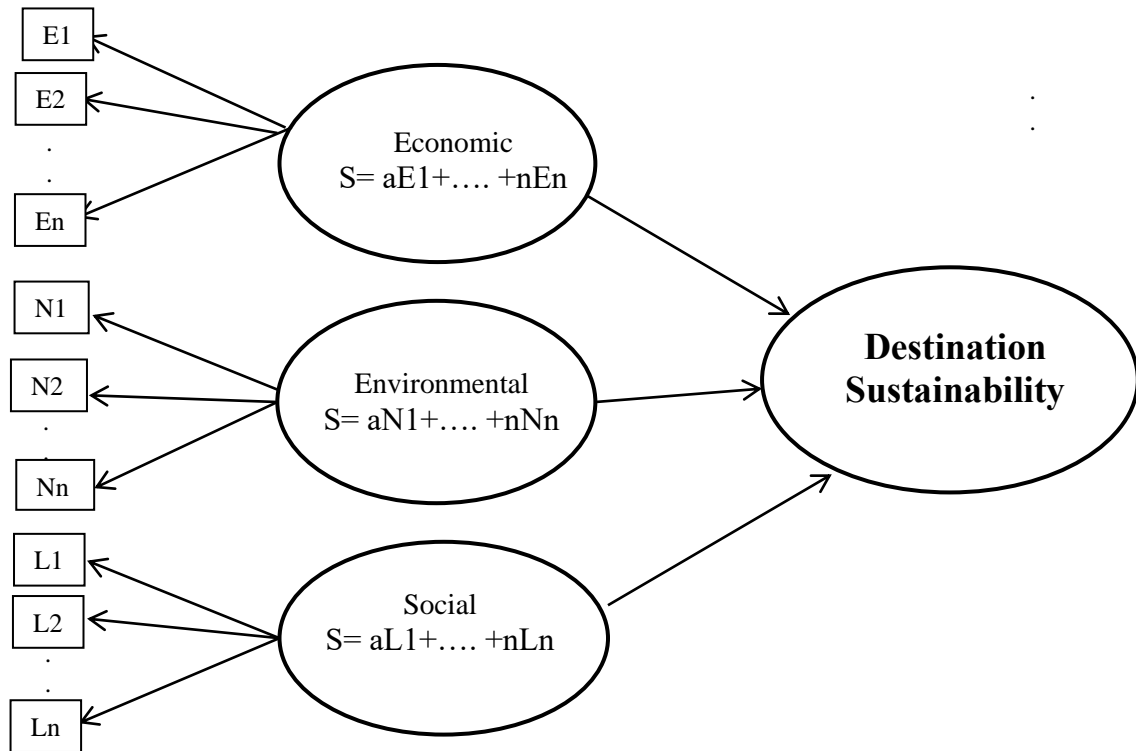 E1
E2
.
.
En
Economic
S= aE1+…. +nEn
.
.
N1
N2
.
.
Nn
Environmental
S= aN1+…. +nNn
Destination
Sustainability
L1
L2
.
.
Ln
Social
S= aL1+…. +nLn